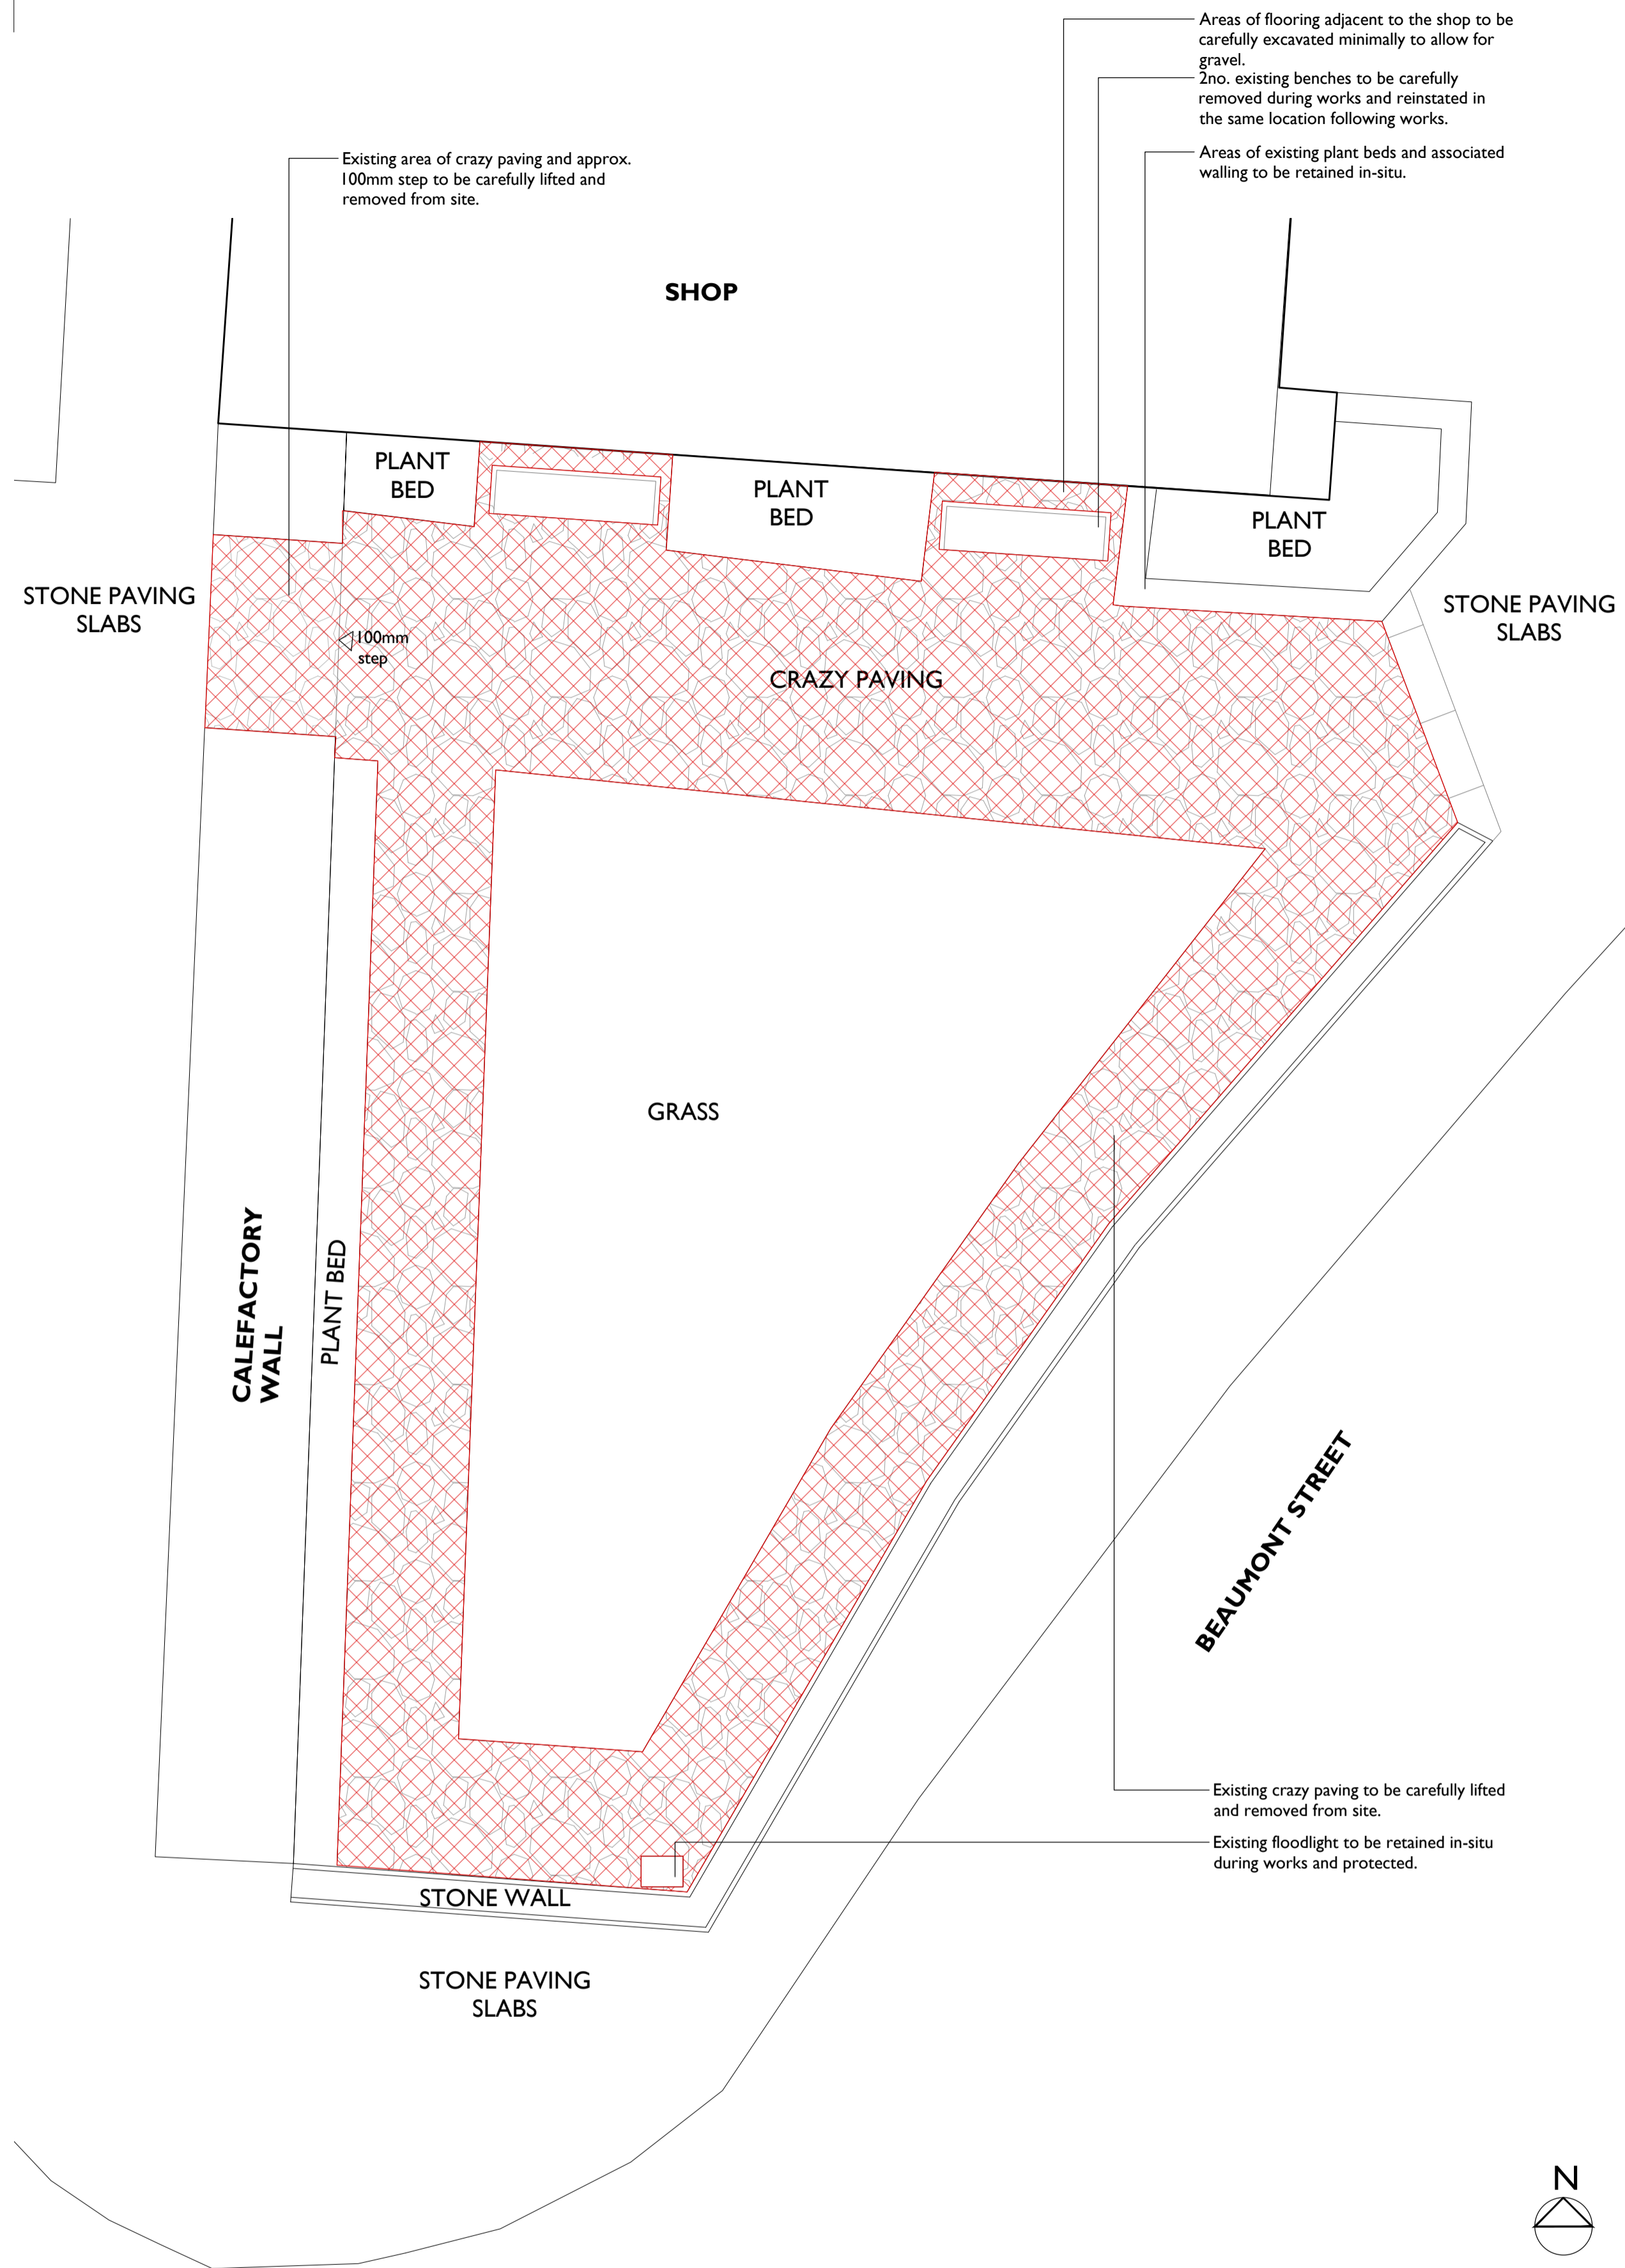 Areas of flooring adjacent to the shop to be
carefully excavated minimally to allow for
gravel.
2no. existing benches to be carefully
removed during works and reinstated in
the same location following works.
Areas of existing plant beds and associated
walling to be retained in-situ.
Existing area of crazy paving and approx.
100mm step to be carefully lifted and
removed from site.
SHOP
PLANT
BED
PLANT
BED
PLANT
BED
STONE PAVING
SLABS
STONE PAVING
SLABS
100mm
step
CRAZY PAVING
GRASS
CALEFACTORY
WALL
PLANT BED
BEAUMONT STREET
Existing crazy paving to be carefully lifted
and removed from site.
Existing floodlight to be retained in-situ
during works and protected.
STONE WALL
STONE PAVING
SLABS
N